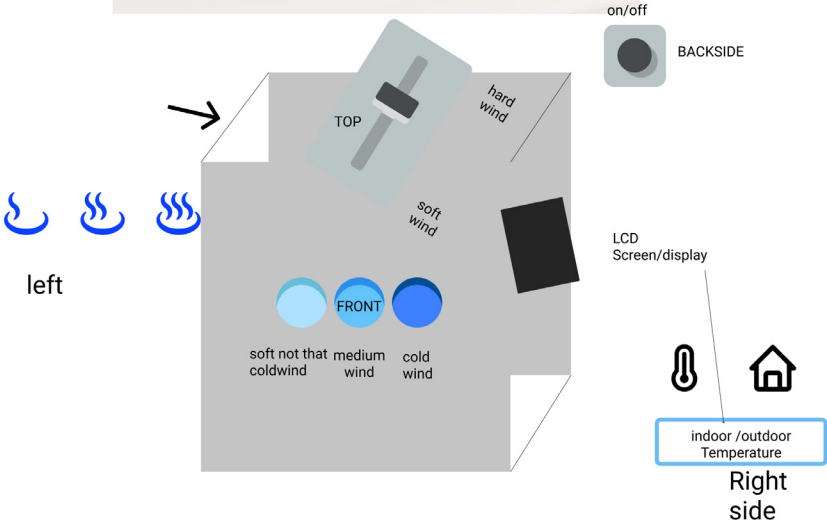 on/off
BACKSIDE
hard
wind
TOP
soft
wind
LCD
Screen/display
left
FRONT
soft not that
coldwind
medium
wind
cold
wind
indoor /outdoor
Temperature
Right
side